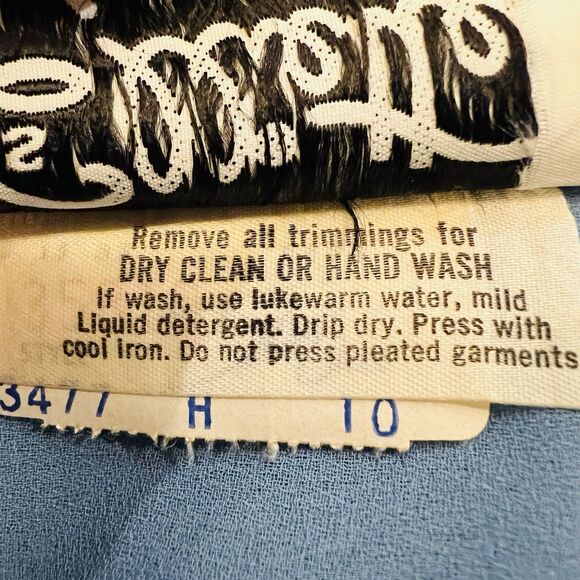 Remove all trimmings for
DRY CLEAN OR HAND WASH
If wash, use lukewarm water, mild
Liquid detergent. Drip dry. Press with
cool iron. Do not press pleated garments
3477 H 10